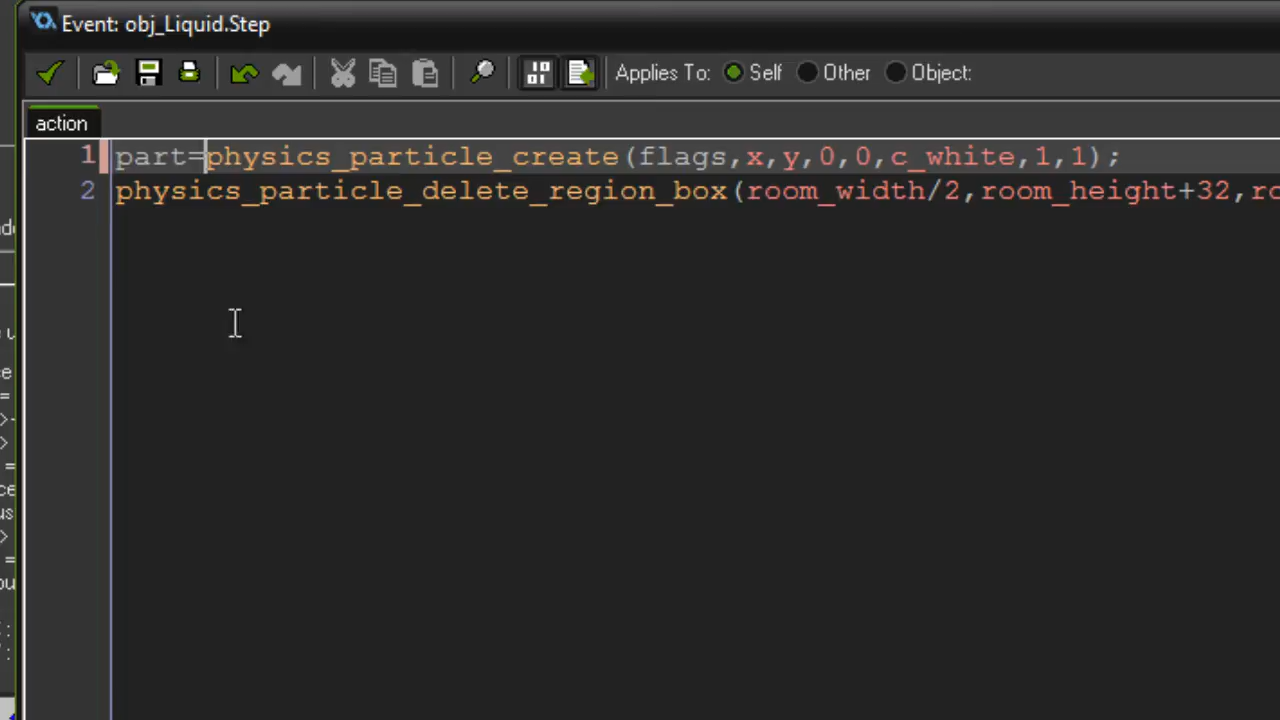 Event: obj_Liquid.Step
Applies To: Self Other Object:
action
1 part=physics_particle_create(flags,x,y,0,0,c_white,1,1);
2 physics_particle_delete_region_box(room_width/2,room_height+32,ro